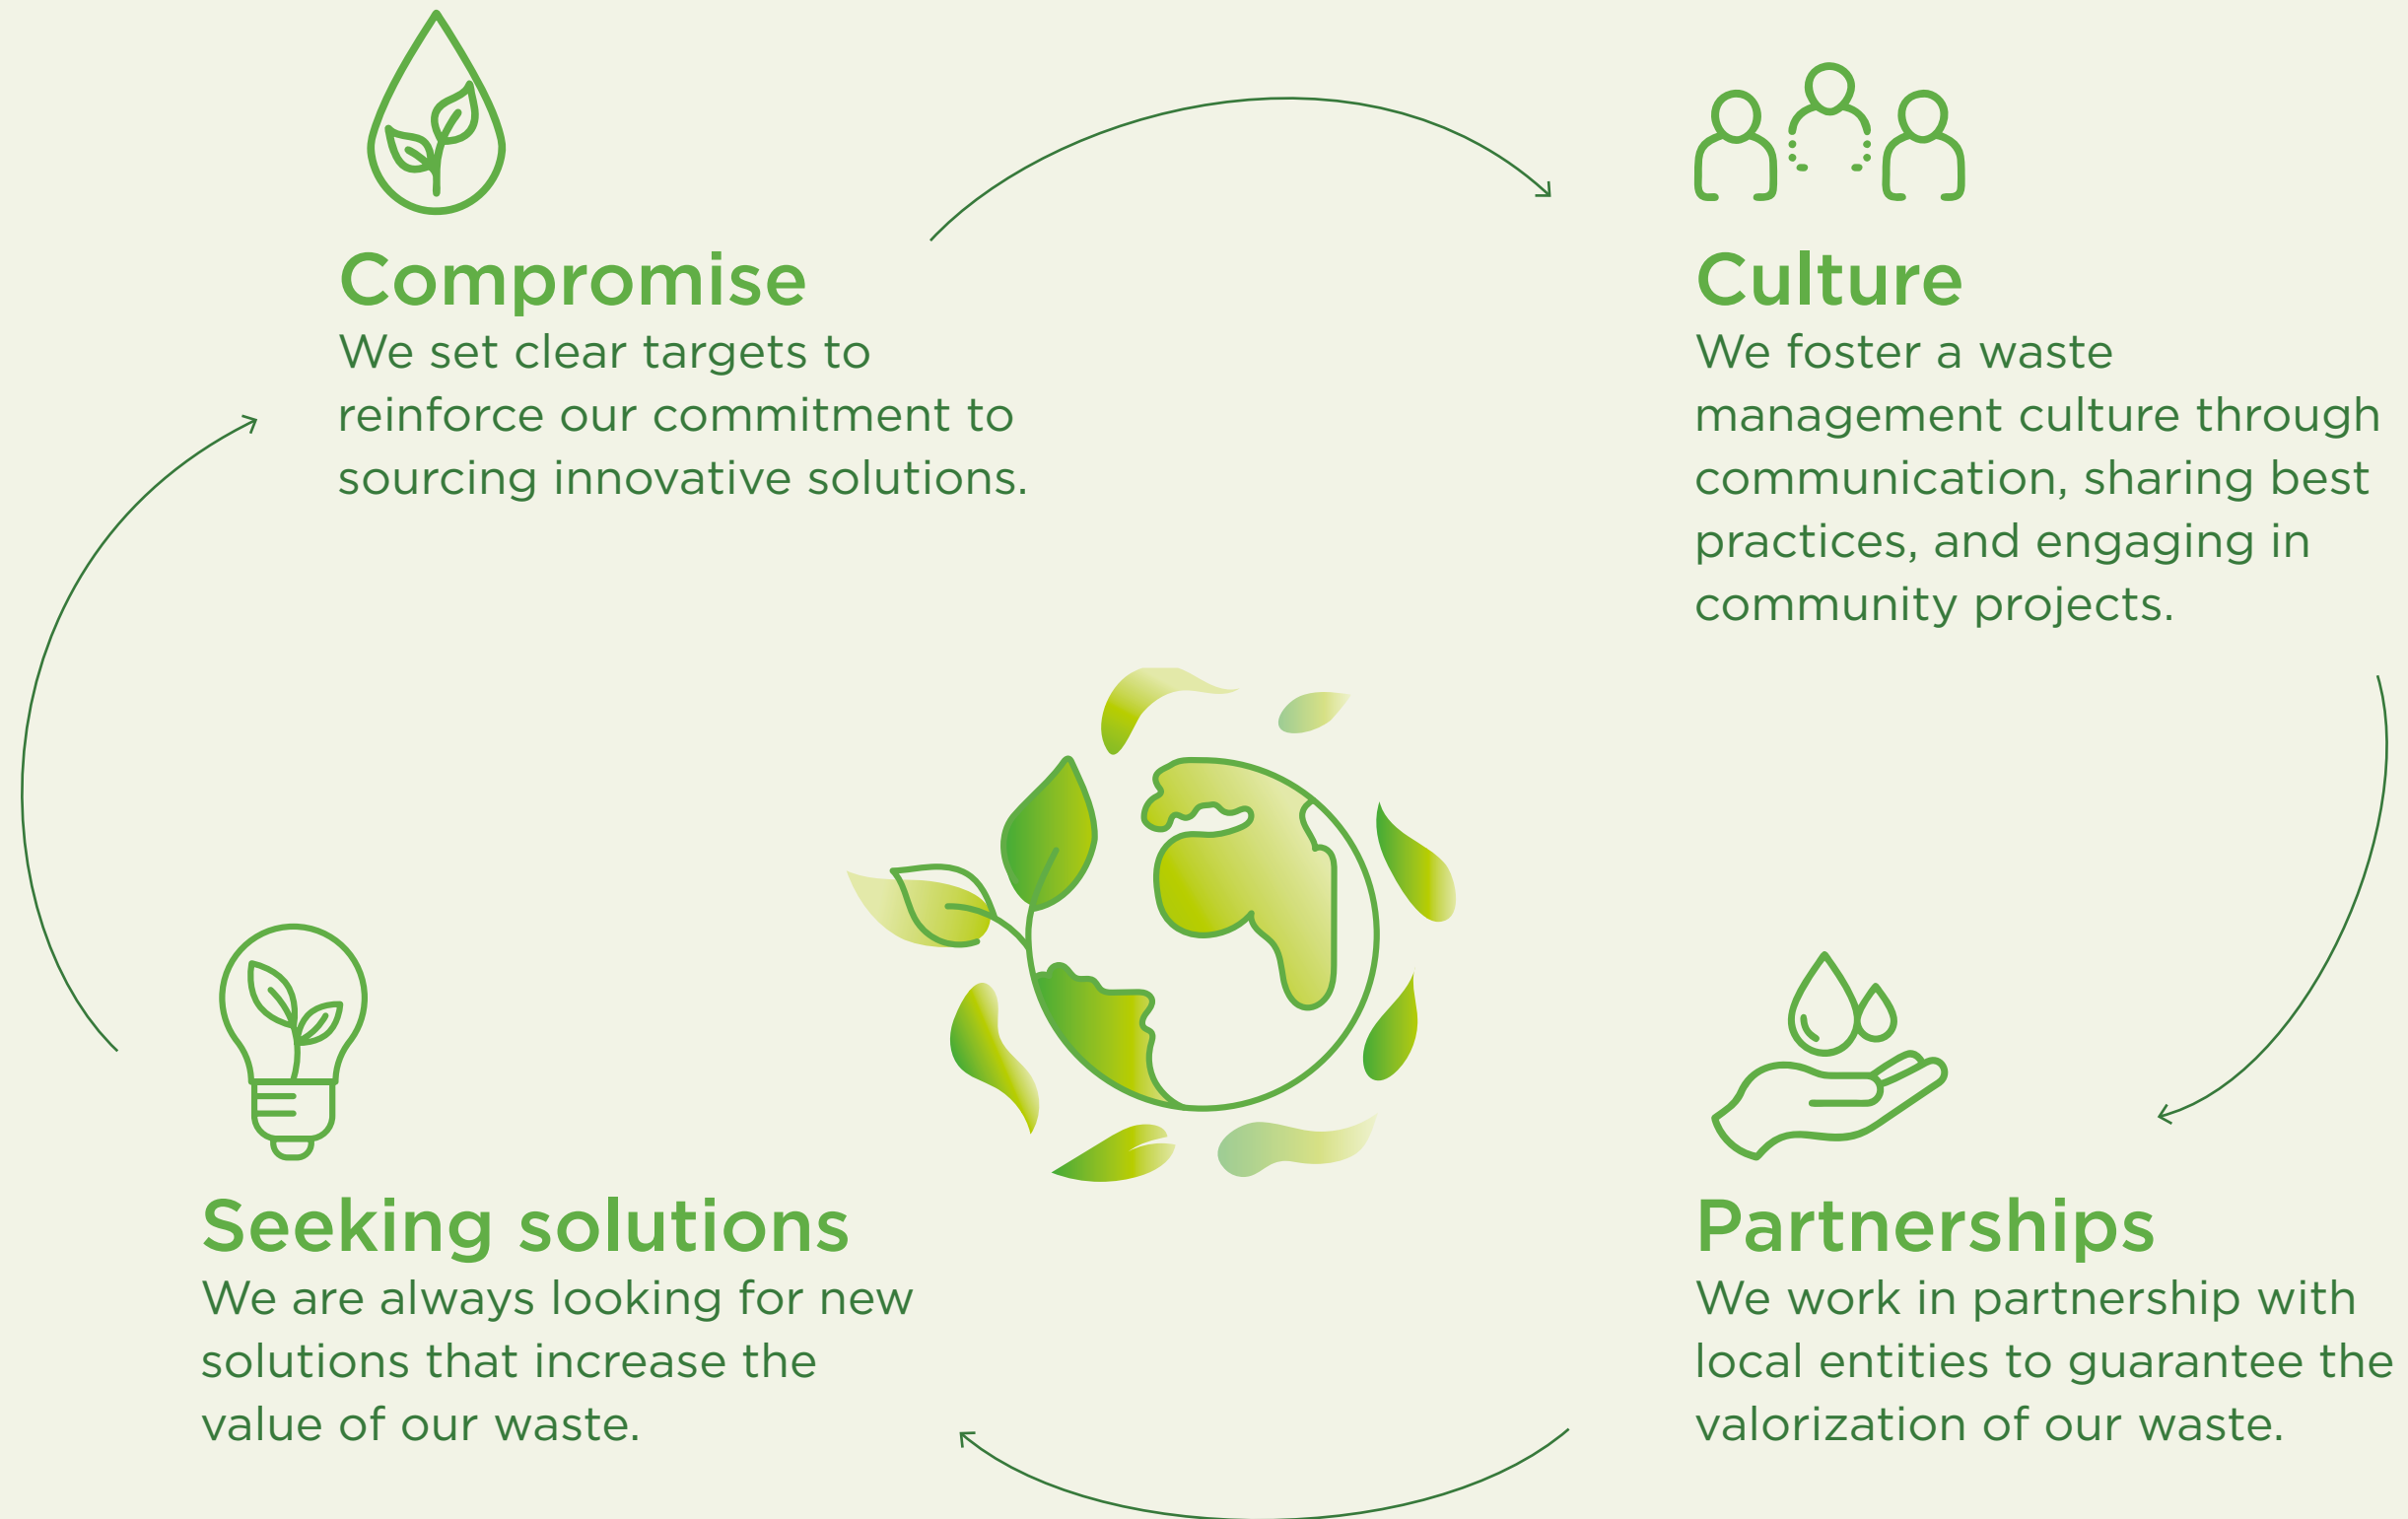 Compromise
We set clear targets to
reinforce our commitment to
sourcing innovative solutions.
Culture
We foster a waste
management culture through
communication, sharing best
practices, and engaging in
community projects.
Seeking solutions
We are always looking for new
solutions that increase the
value of our waste.
Partnerships
We work in partnership with
local entities to guarantee the
valorization of our waste.